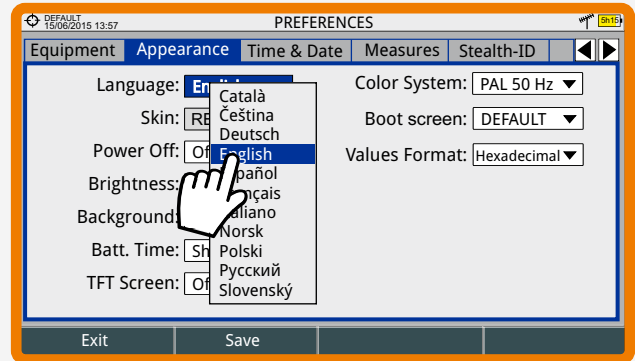 DEFAULT
15/06/2015 13:57
PREFERENCES
5h15
Equipment Appearance Time & Date Measures Stealth-ID
Language:
Català
Čeština
Deutsch
English
Italiano
Norsk
Polski
Русский
Slovenský
Skin:
Power Off:
Brightness:
Background:
Batt. Time:
TFT Screen:
Color System: PAL 50 Hz
Boot screen: DEFAULT
Values Format: Hexadecimal
Exit Save